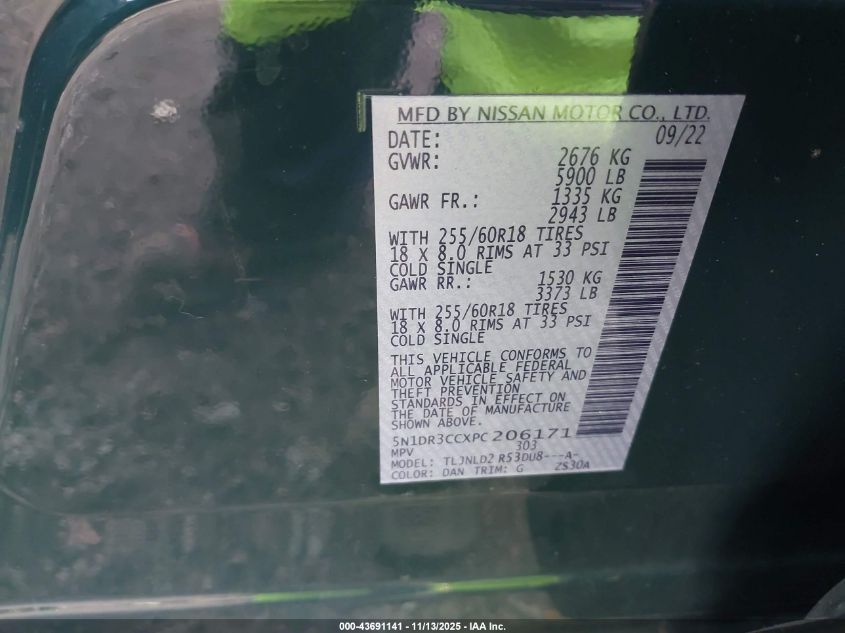 MFD BY NISSAN MOTOR CO., LTD.
DATE: 09/22
GVWR: 2676 KG
5900 LB
GAWR FR.: 1335 KG
2943 LB
WITH 255/60R18 TIRES
18 X 8.0 RIMS AT 33 PSI
COLD SINGLE
GAWR RR.: 1530 KG
3373 LB
WITH 255/60R18 TIRES
18 X 8.0 RIMS AT 33 PSI
COLD SINGLE
THIS VEHICLE CONFORMS TO
ALL APPLICABLE FEDERAL
MOTOR VEHICLE SAFETY AND
THEFT PREVENTION
STANDARDS IN EFFECT ON
THE DATE OF MANUFACTURE
SHOWN ABOVE.
5N1DR3CCXPC206171
MPV 303
MODEL: TLJNLD2 R53DU8---A-
COLOR: DAN TRIM: G ZS30A
000-43691141 - 11/13/2025 - IAA Inc.